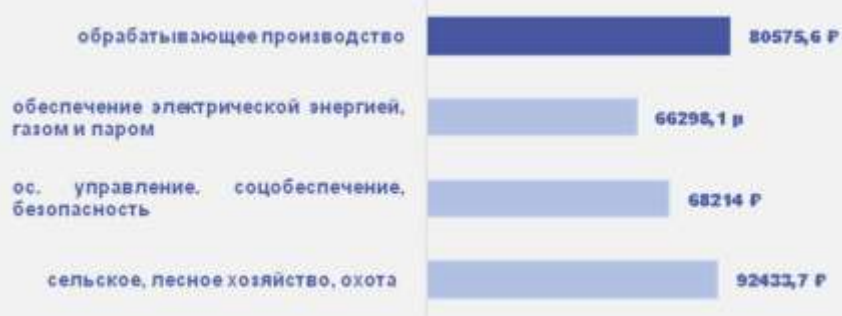 обрабатывающее производство
80575,6 ₽
обеспечение электрической энергией,
газом и паром
66298,1 р
ос. управление. соцобеспечение,
безопасность
68214 ₽
сельское, лесное хозяйство, охота
92433,7 ₽